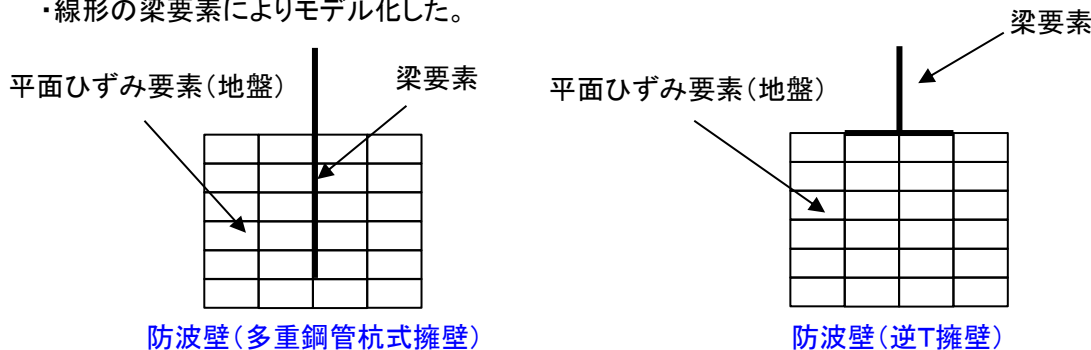 ・線形の梁要素によりモデル化した。
梁要素
平面ひずみ要素(地盤)
梁要素
平面ひずみ要素(地盤)
防波壁(多重鋼管杭式擁壁)
防波壁(逆T擁壁)